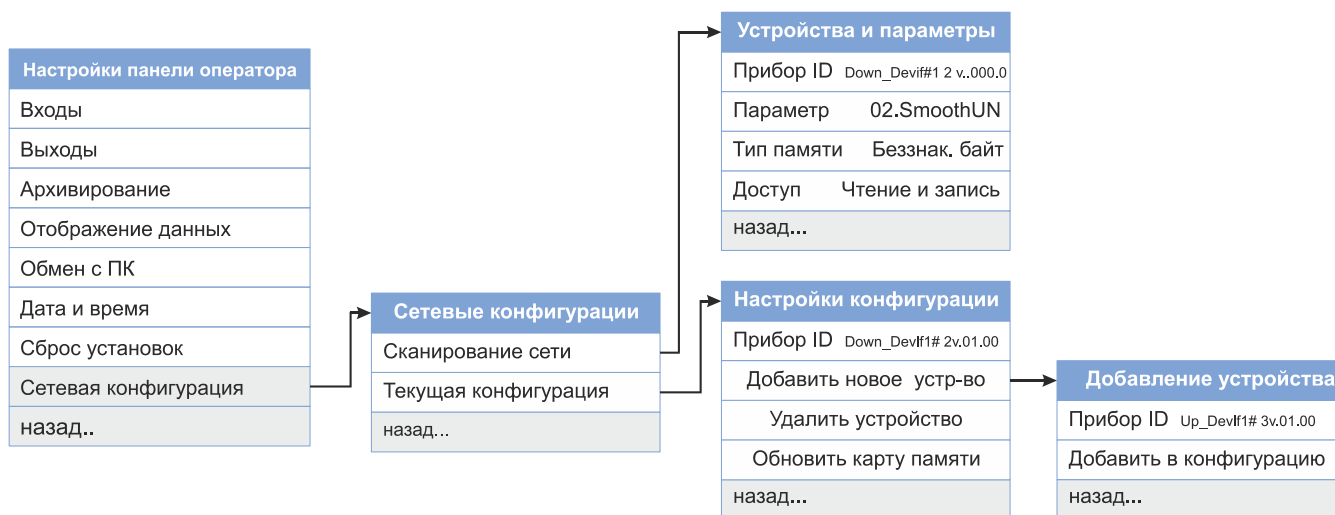 Настройки панели оператора
Входы
Выходы
Архивирование
Отображение данных
Обмен с ПК
Дата и время
Сброс установок
Сетевая конфигурация
назад..
Сетевые конфигурации
Сканирование сети
Текущая конфигурация
назад...
Устройства и параметры
Прибор ID Down_Devif#1 2 v..000.0
Параметр 02.SmoothUN
Тип памяти Беззнак. байт
Доступ Чтение и запись
назад...
Настройки конфигурации
Прибор ID Down_DevIf1# 2v.01.00
Добавить новое устр-во
Удалить устройство
Обновить карту памяти
назад...
Добавление устройства
Прибор ID Up_DevIf1# 3v.01.00
Добавить в конфигурацию
назад...